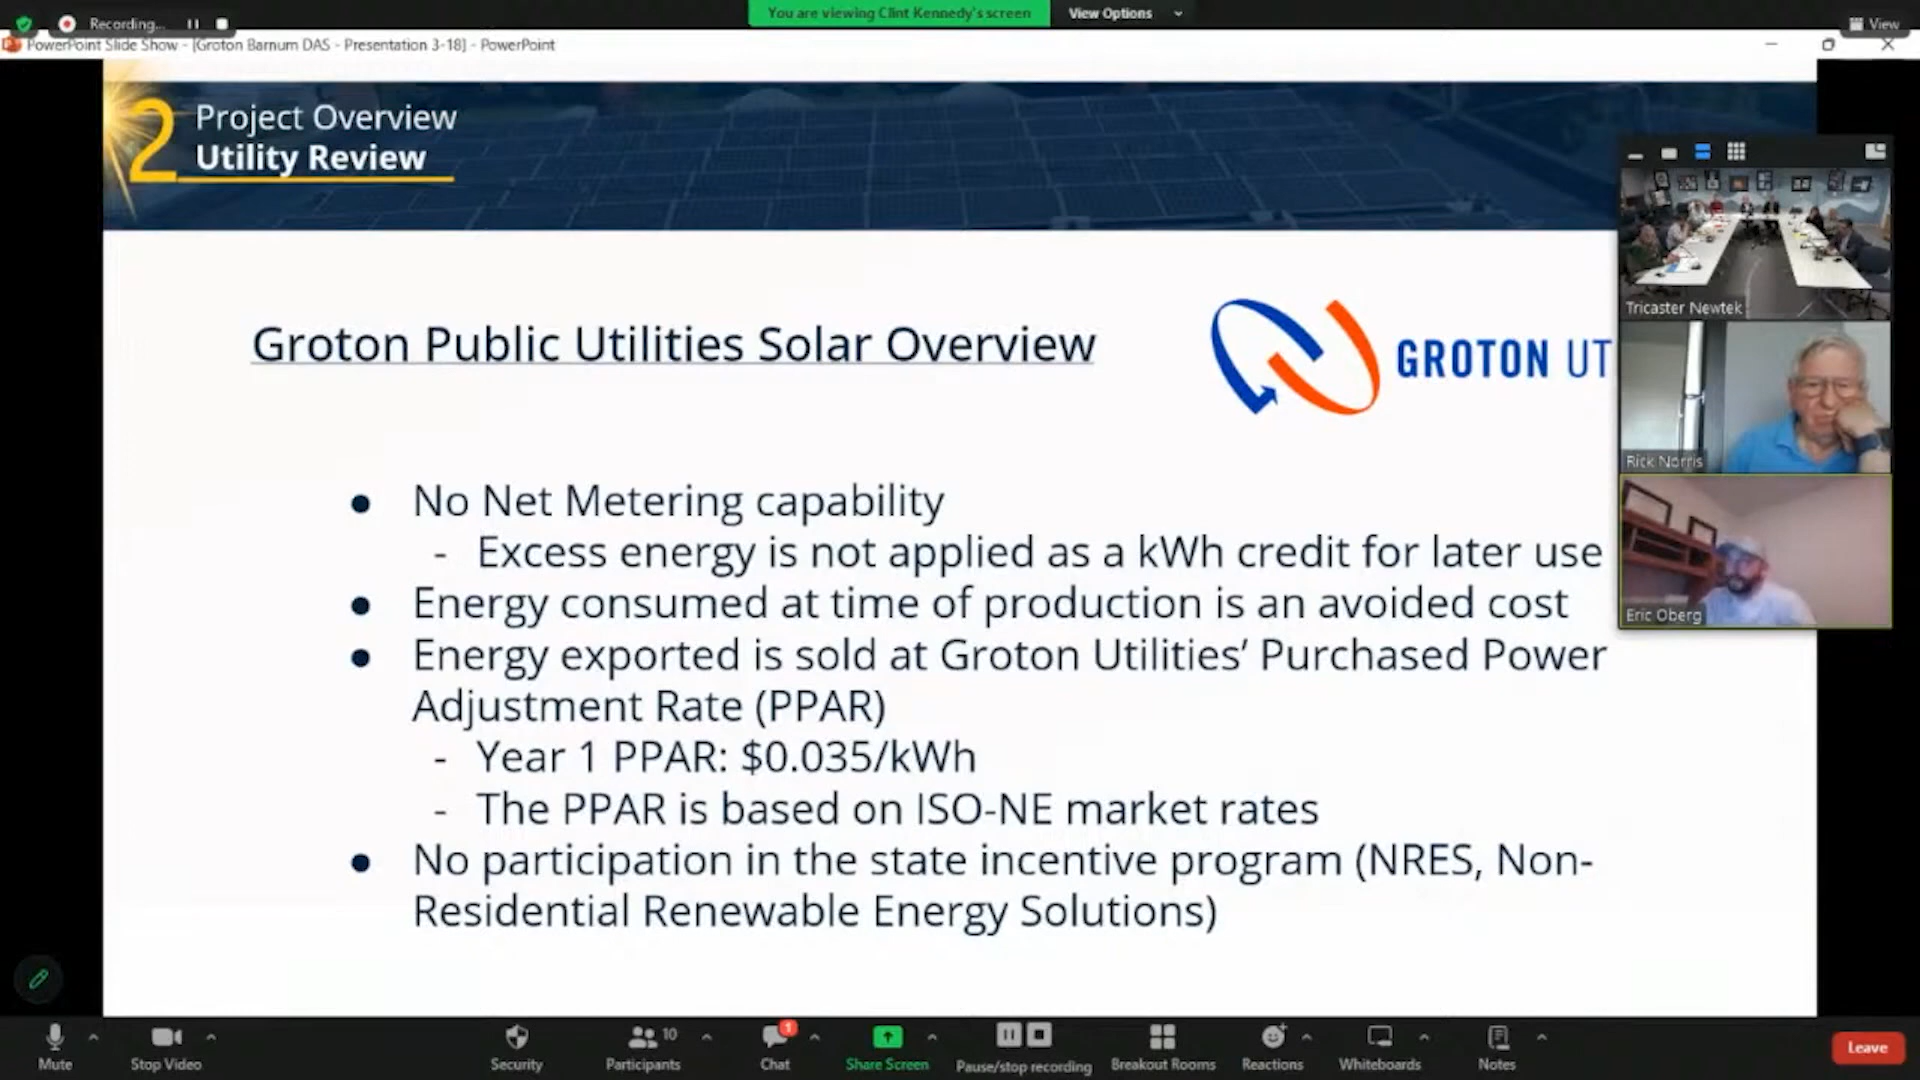 Recording...
You are viewing Clint Kennedy's screen
View Options
View
PowerPoint Slide Show - [Groton Barnum DAS - Presentation 3-18] - PowerPoint
2
Project Overview
Utility Review
Groton Public Utilities Solar Overview
GROTON UT
● No Net Metering capability
- Excess energy is not applied as a kWh credit for later use
● Energy consumed at time of production is an avoided cost
● Energy exported is sold at Groton Utilities’ Purchased Power
Adjustment Rate (PPAR)
- Year 1 PPAR: $0.035/kWh
- The PPAR is based on ISO-NE market rates
● No participation in the state incentive program (NRES, Non-
Residential Renewable Energy Solutions)
Tricaster Newtek
Rick Norris
Eric Oberg
Mute
Stop Video
Security
Participants
10
Chat
1
Share Screen
Pause/stop recording
Breakout Rooms
Reactions
Whiteboards
Notes
Leave